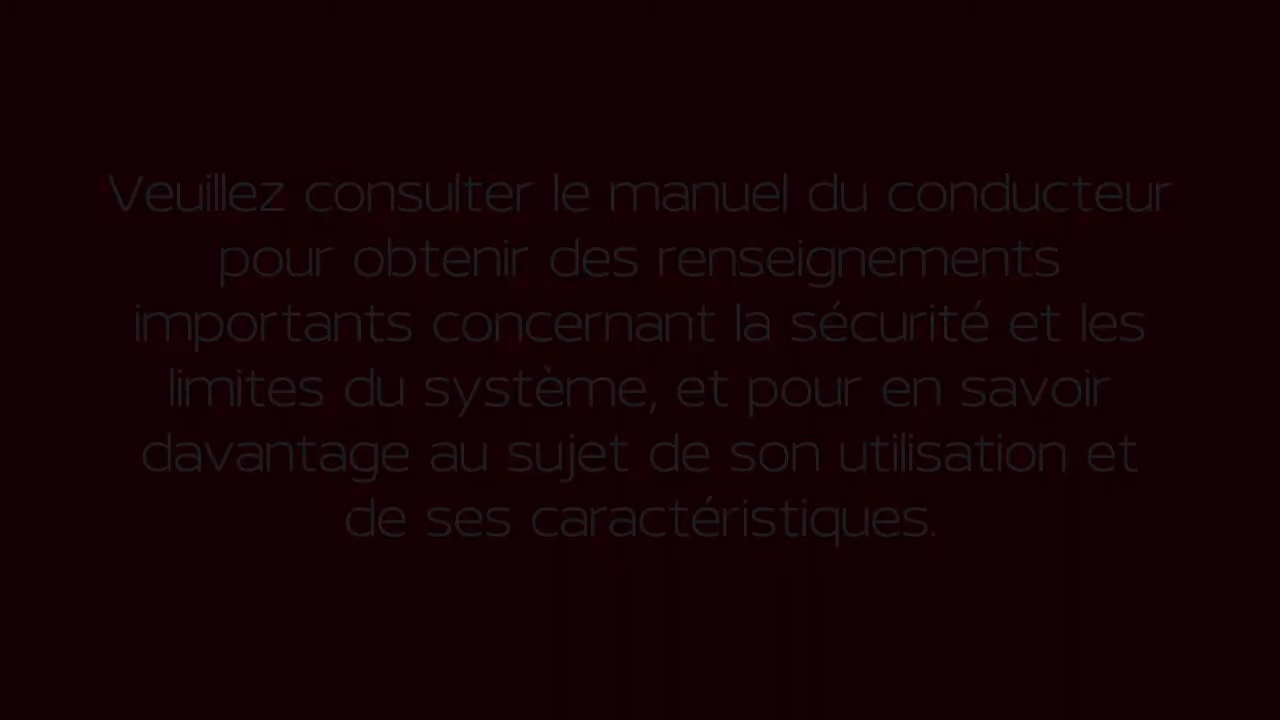 Veuillez consulter le manuel du conducteur
pour obtenir des renseignements
importants concernant la sécurité et les
limites du système, et pour en savoir
davantage au sujet de son utilisation et
de ses caractéristiques.